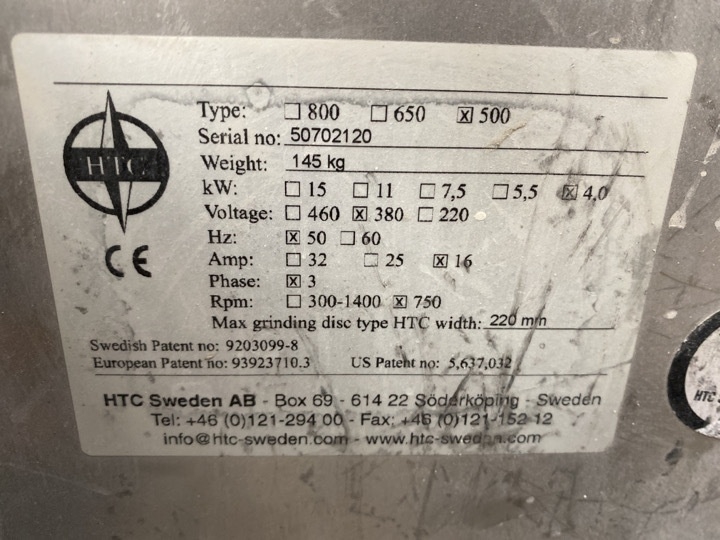 HTC
Type: ☐ 800 ☐ 650 ☒ 500
Serial no: 50702120
Weight: 145 kg
kW: ☐ 15 ☐ 11 ☐ 7,5 ☐ 5,5 ☒ 4,0
Voltage: ☐ 460 ☒ 380 ☐ 220
Hz: ☒ 50 ☐ 60
Amp: ☐ 32 ☐ 25 ☒ 16
Phase: ☒ 3
Rpm: ☐ 300-1400 ☒ 750
Max grinding disc type HTC width: 220 mm
CE
Swedish Patent no: 9203099-8
European Patent no: 93923710.3 US Patent no: 5,637,032
HTC Sweden AB - Box 69 - 614 22 Söderköping - Sweden
Tel: +46 (0)121-294 00 - Fax: +46 (0)121-152 12
info@htc-sweden.com - www.htc-sweden.com
HTC